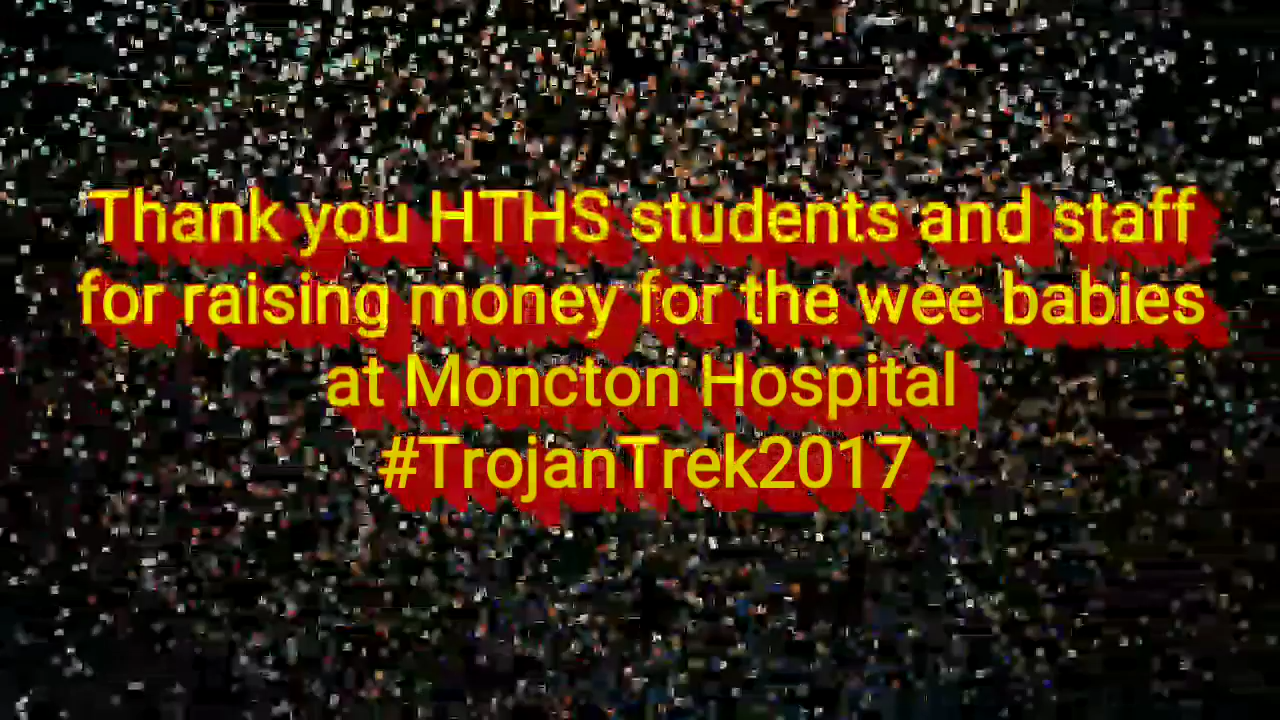 Thank you HTHS students and staff
for raising money for the wee babies
at Moncton Hospital
#TrojanTrek2017